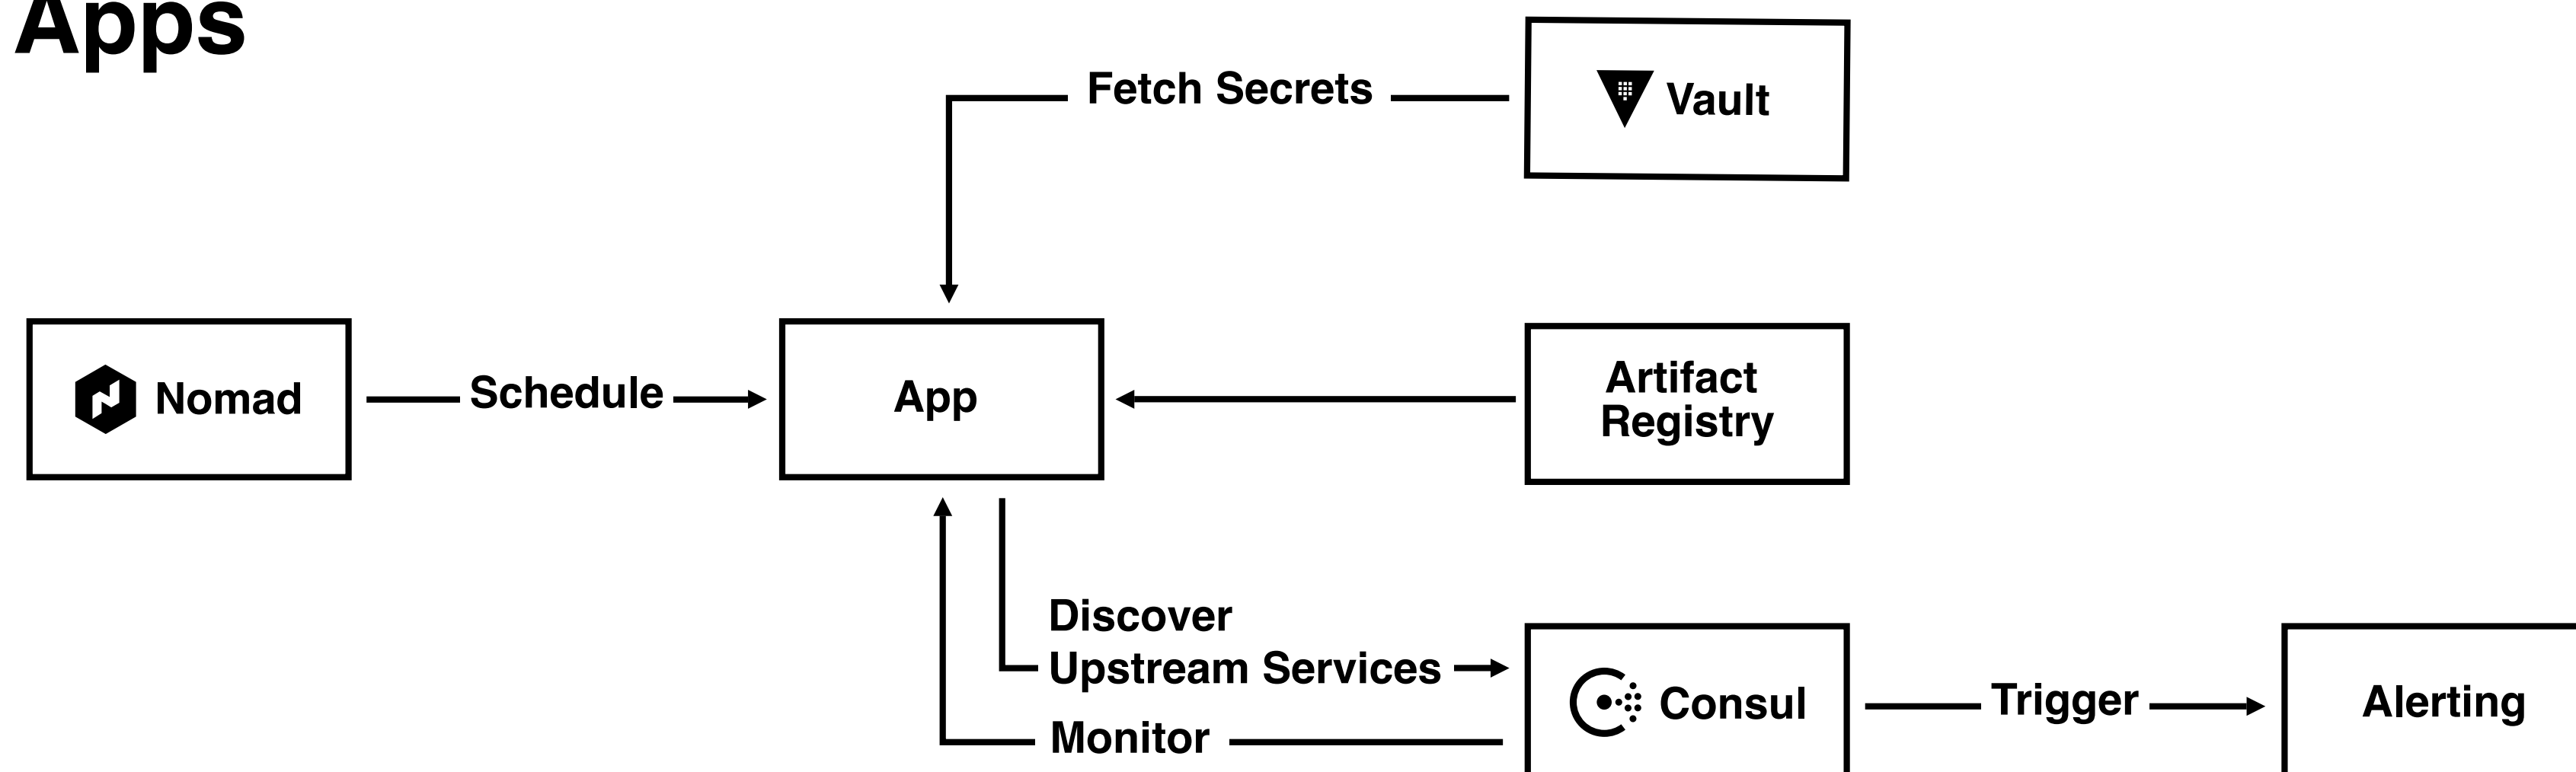 Apps
Fetch Secrets
Vault
Nomad
Schedule
App
Artifact
Registry
Discover
Upstream Services
Monitor
Consul
Trigger
Alerting